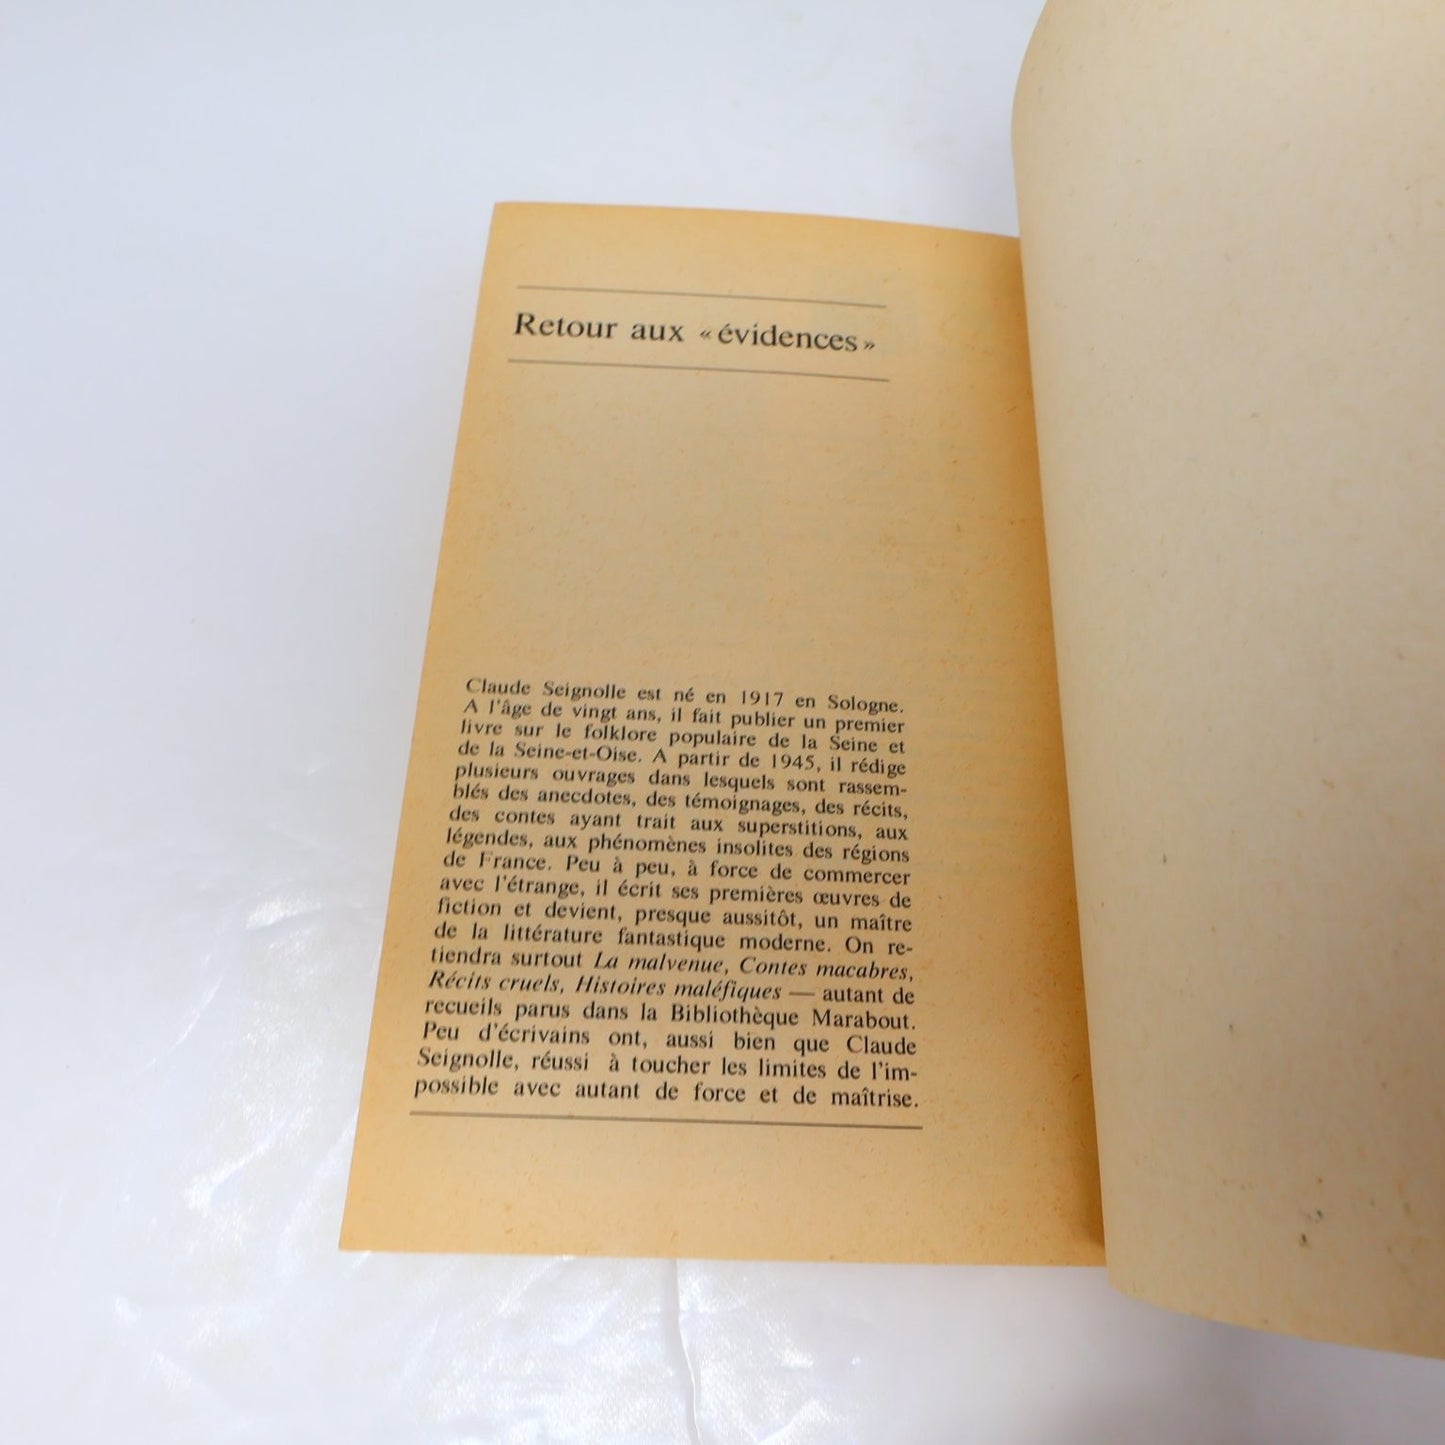 Retour aux « évidences »
Claude Seignolle est né en 1917 en Sologne.
A l'âge de vingt ans, il fait publier un premier
livre sur le folklore populaire de la Seine et
de la Seine-et-Oise. A partir de 1945, il rédige
plusieurs ouvrages dans lesquels sont rassem-
blés des anecdotes, des témoignages, des récits,
des contes ayant trait aux superstitions, aux
légendes, aux phénomènes insolites des régions
de France. Peu à peu, à force de commercer
avec l'étrange, il écrit ses premières œuvres de
fiction et devient, presque aussitôt, un maître
de la littérature fantastique moderne. On re-
tiendra surtout La malvenue, Contes macabres,
Récits cruels, Histoires maléfiques — autant de
recueils parus dans la Bibliothèque Marabout.
Peu d'écrivains ont, aussi bien que Claude
Seignolle, réussi à toucher les limites de l'im-
possible avec autant de force et de maîtrise.